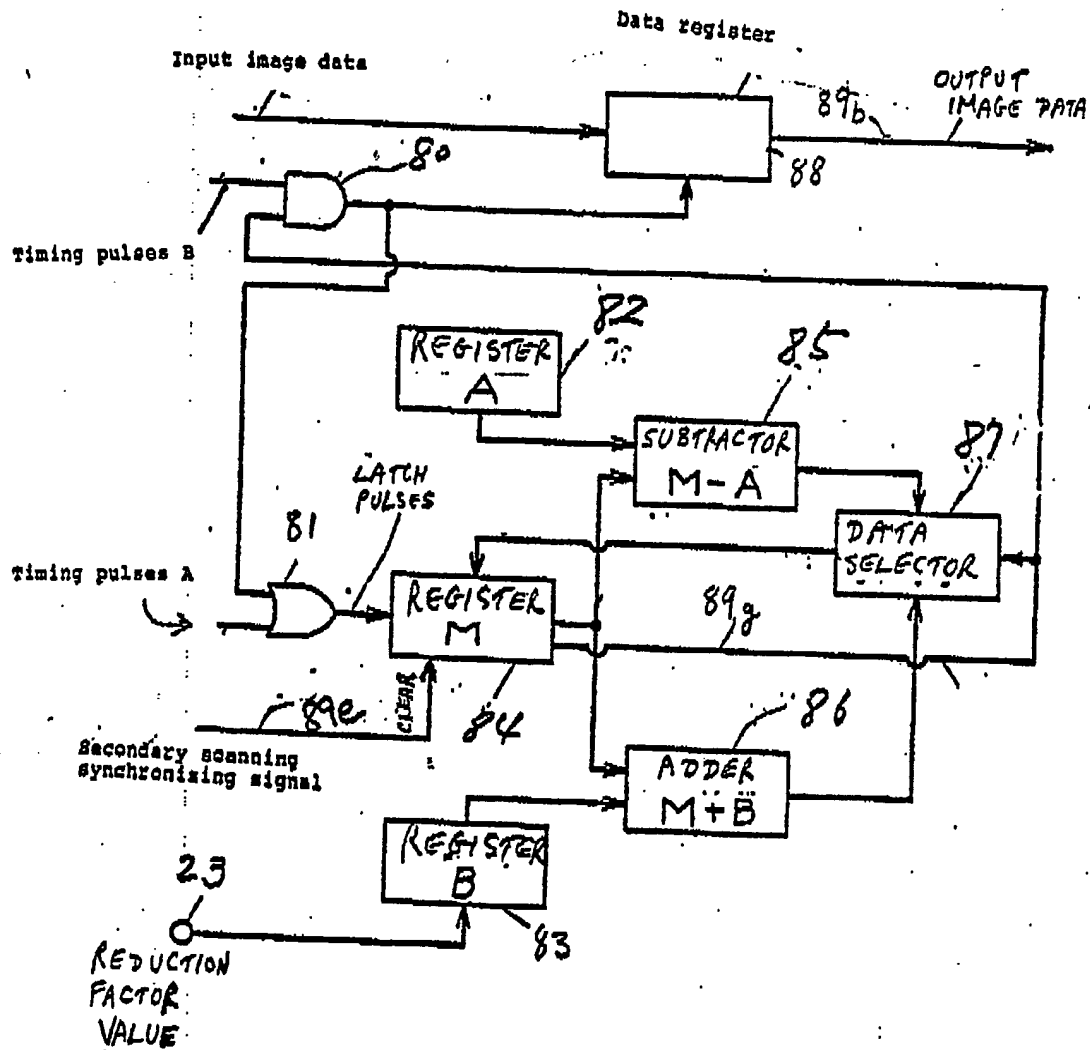 Data register
Input image data
OUTPUT
IMAGE DATA
89b
80
88
Timing pulses B
82
REGISTER
A
85
SUBTRACTOR
M-A
87
LATCH
PULSES
DATA
SELECTOR
81
Timing pulses A
REGISTER
M
89g
CLEAR
89e
84
86
Secondary scanning
synchronizing signal
ADDER
M+B
REGISTER
B
23
83
REDUCTION
FACTOR
VALUE